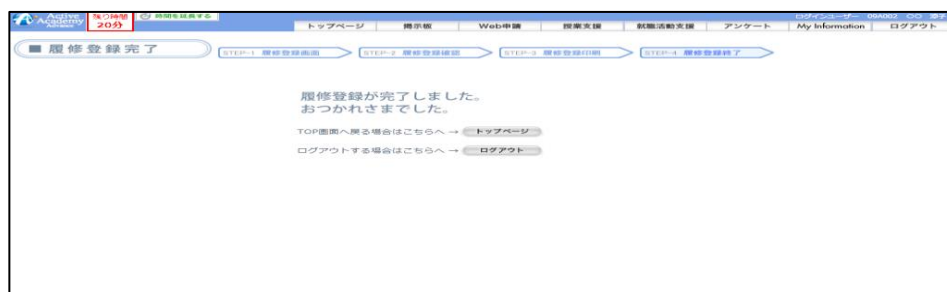 Active
Academy
Advance
残り時間
20分
時間を延長する
ログインユーザー 09A002 〇〇 涼子
トップページ
掲示板
Web申請
授業支援
就職活動支援
アンケート
My Information
ログアウト
■ 履修登録完了
STEP-1 履修登録画面
STEP-2 履修登録確認
STEP-3 履修登録印刷
STEP-4 履修登録終了
履修登録が完了しました。
おつかれさまでした。
TOP画面へ戻る場合はこちらへ → トップページ
ログアウトする場合はこちらへ → ログアウト